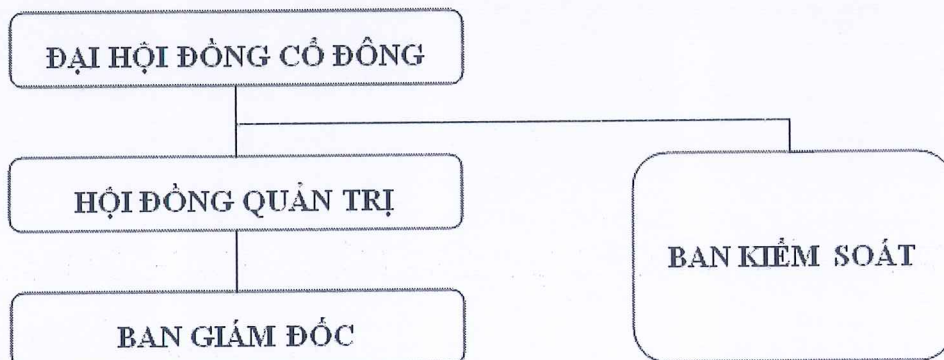 ĐẠI HỘI ĐỒNG CỔ ĐÔNG
HỘI ĐỒNG QUẢN TRỊ
BAN KIỂM SOÁT
BAN GIÁM ĐỐC